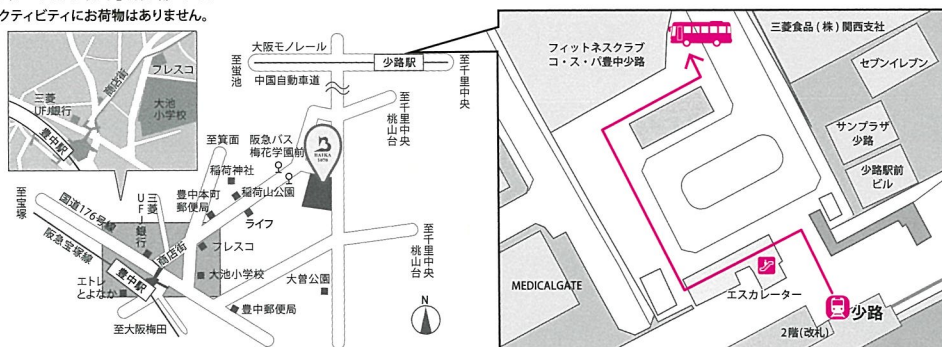 クティビティにお荷物はありません。
フレスコ
商店街
三菱
UFJ銀行
大池
小学校
豊中駅
大阪モノレール
少路駅
至蛍池
中国自動車道
至千里中央
至千里中央
桃山台
至箕面
阪急バス
梅花学園前
BAIKA
1878
稲荷神社
豊中本町
郵便局
稲荷山公園
ライフ
至宝塚
国道176号線
三菱
UFJ銀行
阪急宝塚線
商店街
フレスコ
豊中駅
エトレ
とよなか
大池小学校
大曽公園
豊中郵便局
至大阪梅田
至千里中央
桃山台
N
フィットネスクラブ
コ・ス・パ豊中少路
三菱食品(株)関西支社
セブンイレブン
サンプラザ
少路
少路駅前
ビル
MEDICALGATE
エスカレーター
少路
2階(改札)